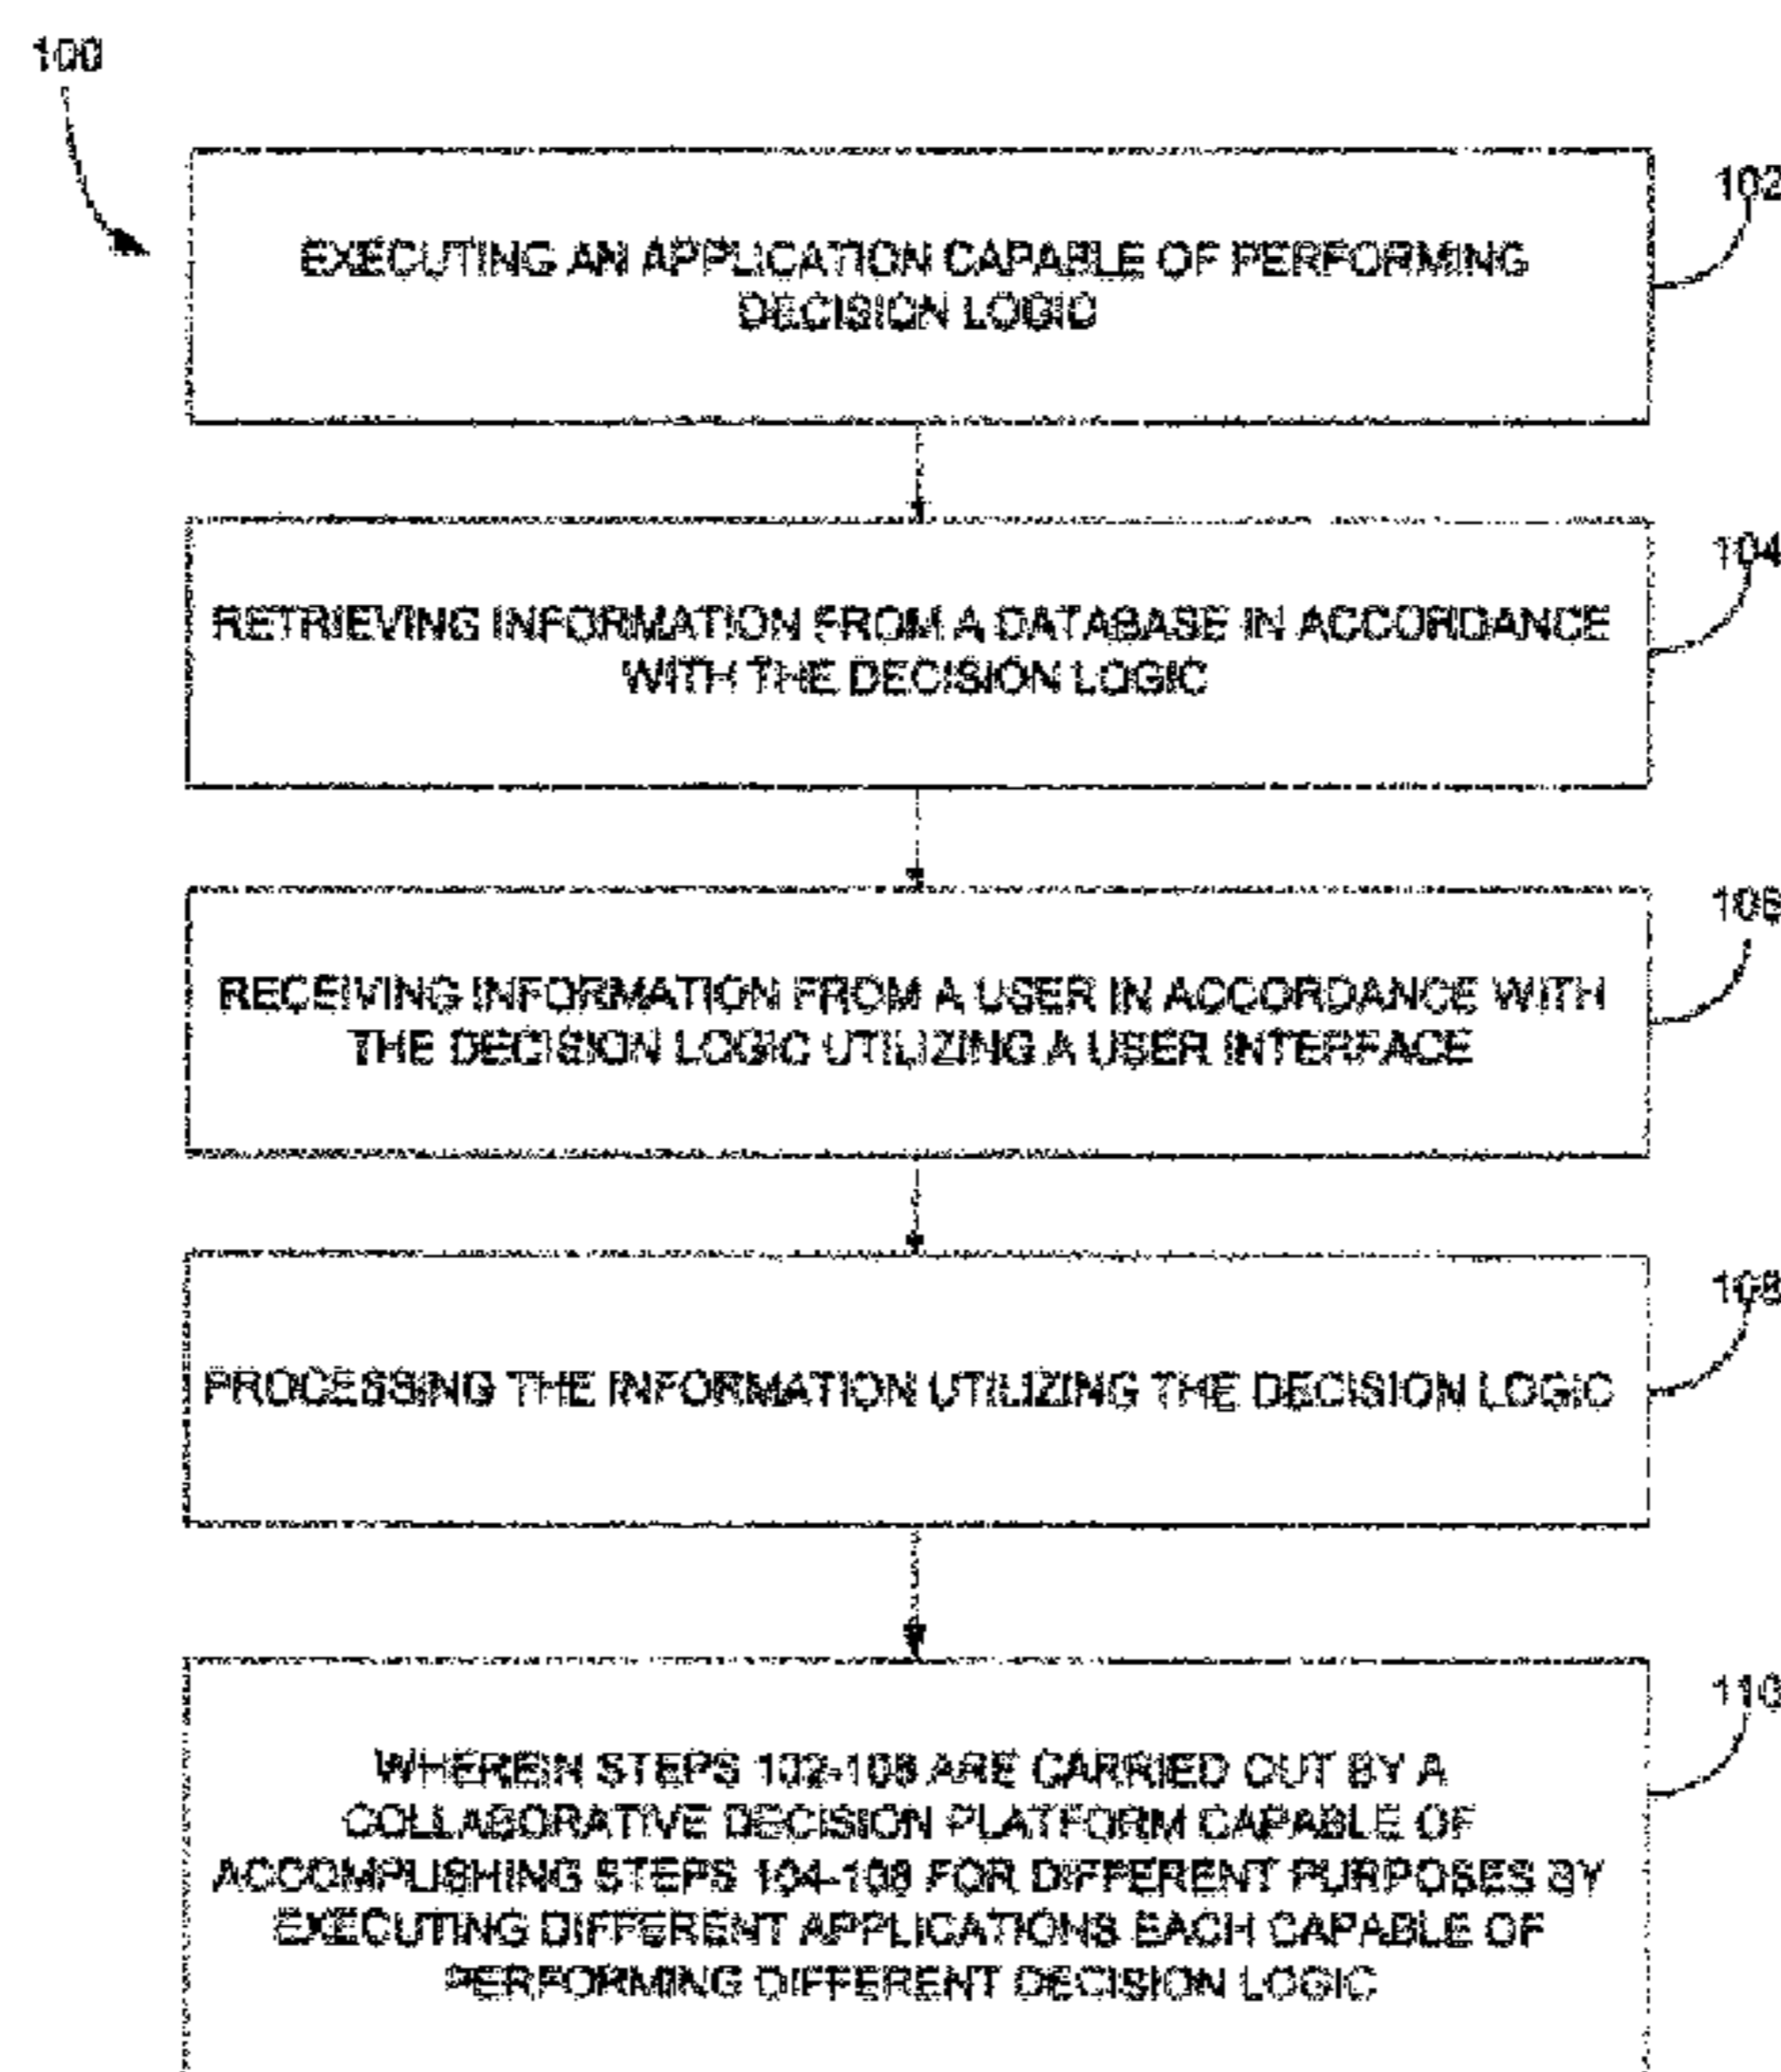 100
102
EXECUTING AN APPLICATION CAPABLE OF PERFORMING
DECISION LOGIC
104
RETRIEVING INFORMATION FROM A DATABASE IN ACCORDANCE
WITH THE DECISION LOGIC
106
RECEIVING INFORMATION FROM A USER IN ACCORDANCE WITH
THE DECISION LOGIC UTILIZING A USER INTERFACE
108
PROCESSING THE INFORMATION UTILIZING THE DECISION LOGIC
110
WHEREIN STEPS 102-108 ARE CARRIED OUT BY A
COLLABORATIVE DECISION PLATFORM CAPABLE OF
ACCOMPLISHING STEPS 104-108 FOR DIFFERENT PURPOSES BY
EXECUTING DIFFERENT APPLICATIONS EACH CAPABLE OF
PERFORMING DIFFERENT DECISION LOGIC